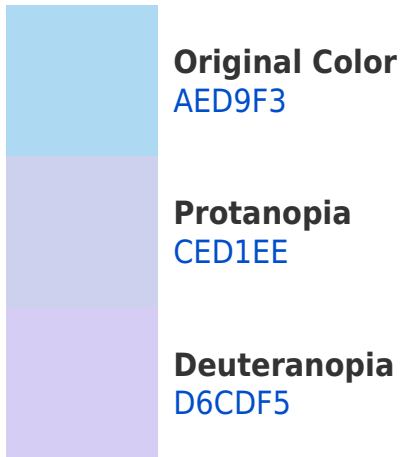 Original Color
AED9F3
Protanopia
CED1EE
Deuteranopia
D6CDF5